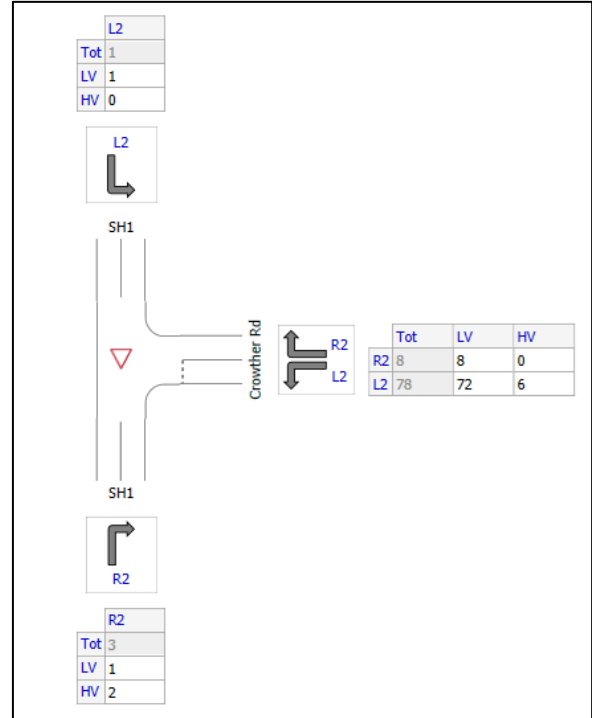 L2
Tot 1
LV 1
HV 0
L2
SH1
Crowther Rd
R2
L2
Tot LV HV
R2 8 8 0
L2 78 72 6
SH1
R2
R2
Tot 3
LV 1
HV 2